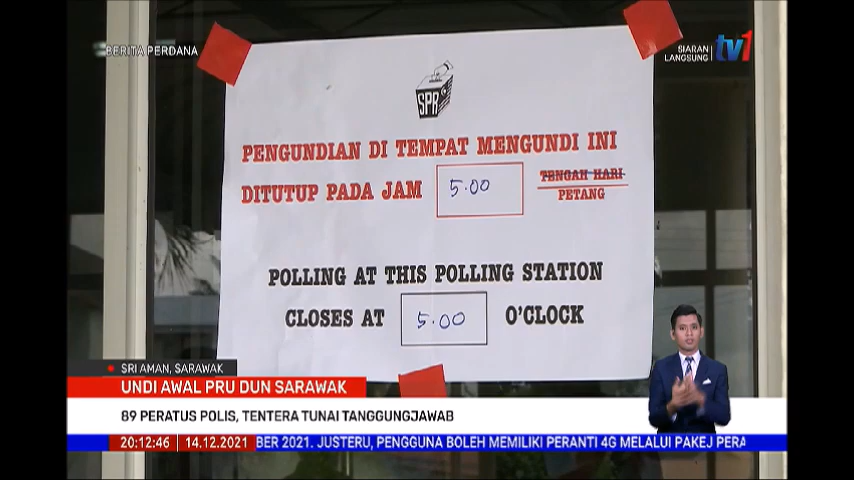 BERITA PERDANA
SIARAN
LANGSUNG
tv1
SPR
PENGUNDIAN DI TEMPAT MENGUNDI INI
DITUTUP PADA JAM 5.00 TENGAH HARI
PETANG
POLLING AT THIS POLLING STATION
CLOSES AT 5.00 O'CLOCK
SRI AMAN, SARAWAK
UNDI AWAL PRU DUN SARAWAK
89 PERATUS POLIS, TENTERA TUNAI TANGGUNGJAWAB
20:12:46 14.12.2021 BER 2021. JUSTERU, PENGGUNA BOLEH MEMILIKI PERANTI 4G MELALUI PAKEJ PERA